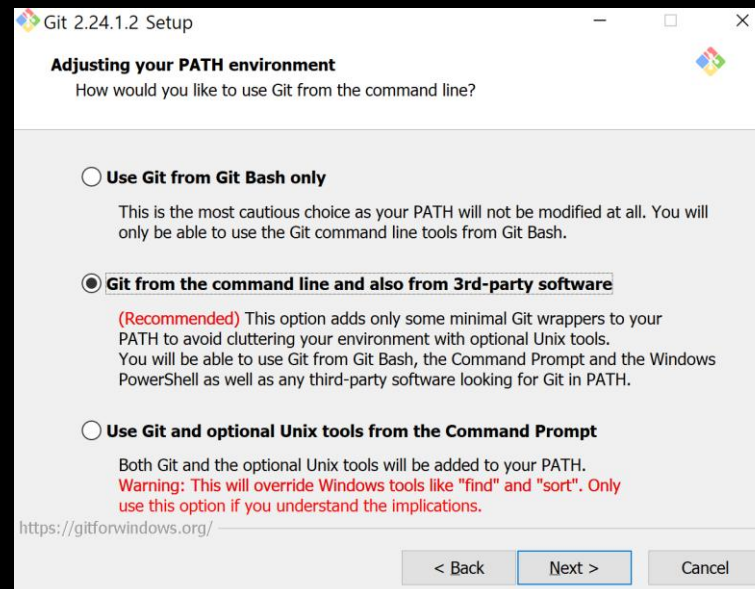 Git 2.24.1.2 Setup
Adjusting your PATH environment
How would you like to use Git from the command line?
Use Git from Git Bash only
This is the most cautious choice as your PATH will not be modified at all. You will
only be able to use the Git command line tools from Git Bash.
Git from the command line and also from 3rd-party software
(Recommended) This option adds only some minimal Git wrappers to your
PATH to avoid cluttering your environment with optional Unix tools.
You will be able to use Git from Git Bash, the Command Prompt and the Windows
PowerShell as well as any third-party software looking for Git in PATH.
Use Git and optional Unix tools from the Command Prompt
Both Git and the optional Unix tools will be added to your PATH.
Warning: This will override Windows tools like "find" and "sort". Only
use this option if you understand the implications.
https://gitforwindows.org/
< Back
Next >
Cancel